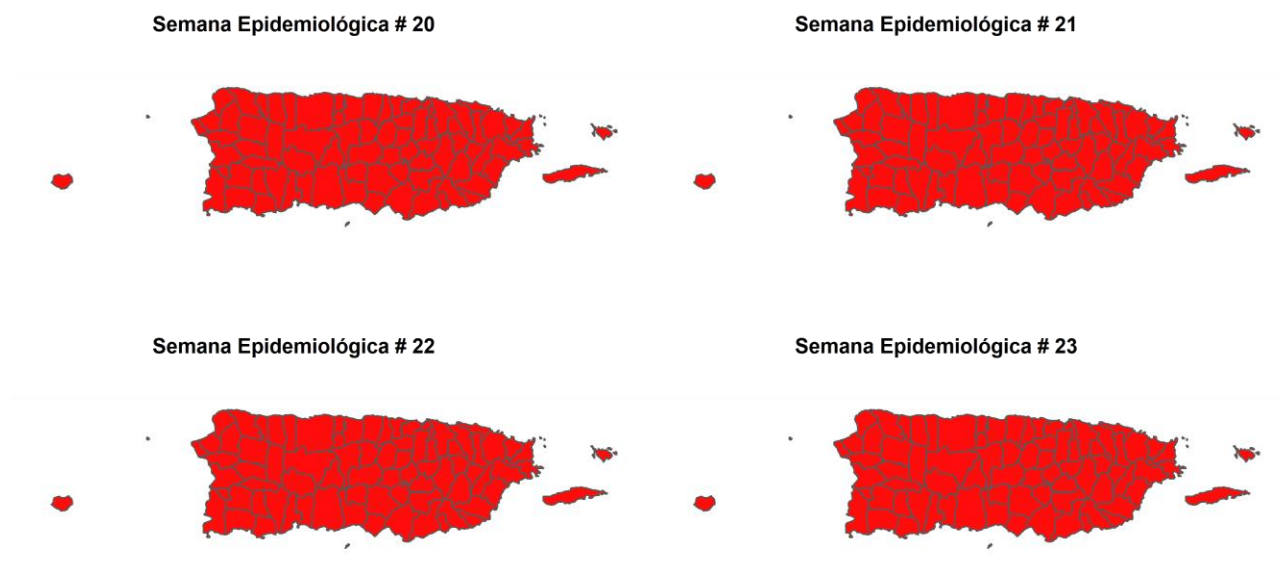 Semana Epidemiológica # 20
Semana Epidemiológica # 21
Semana Epidemiológica # 22
Semana Epidemiológica # 23